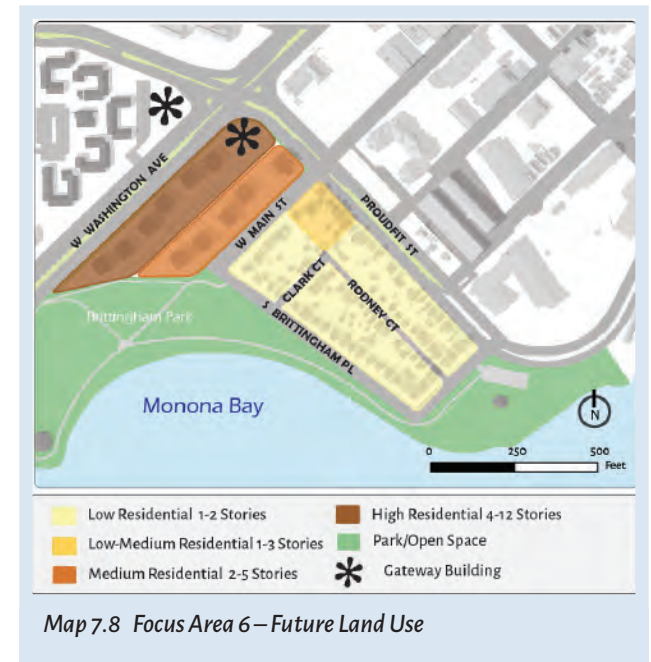 W WASHINGTON AVE
W MAIN ST
PROUDFIT ST
CLARK CT
RODNEY CT
S BRITTINGHAM PL
Brittingham Park
Monona Bay
N
0 250 500
Feet
Low Residential 1-2 Stories
Low-Medium Residential 1-3 Stories
Medium Residential 2-5 Stories
High Residential 4-12 Stories
Park/Open Space
Gateway Building
Map 7.8 Focus Area 6 – Future Land Use